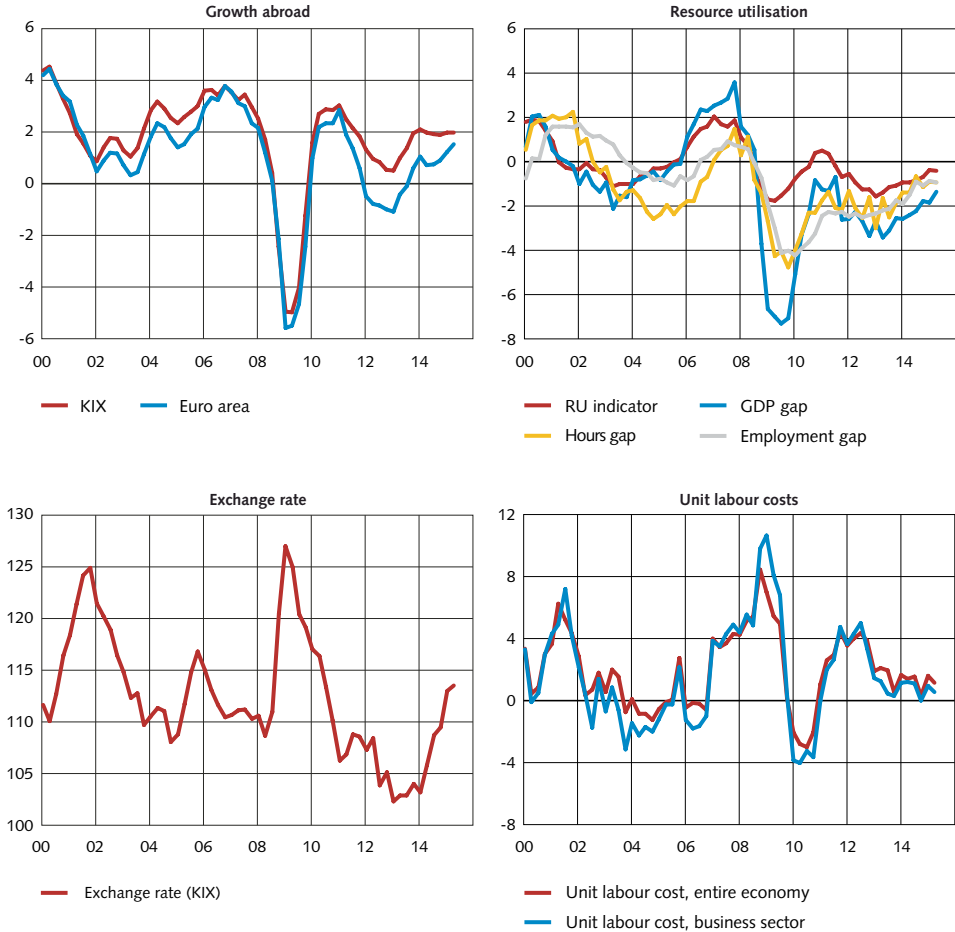 Growth abroad
6
4
2
0
-2
-4
-6
00 02 04 06 08 10 12 14
KIX Euro area
Resource utilisation
6
4
2
0
-2
-4
-6
-8
00 02 04 06 08 10 12 14
RU indicator GDP gap
Hours gap Employment gap
Exchange rate
130
125
120
115
110
105
100
00 02 04 06 08 10 12 14
Exchange rate (KIX)
Unit labour costs
12
8
4
0
-4
-8
00 02 04 06 08 10 12 14
Unit labour cost, entire economy
Unit labour cost, business sector